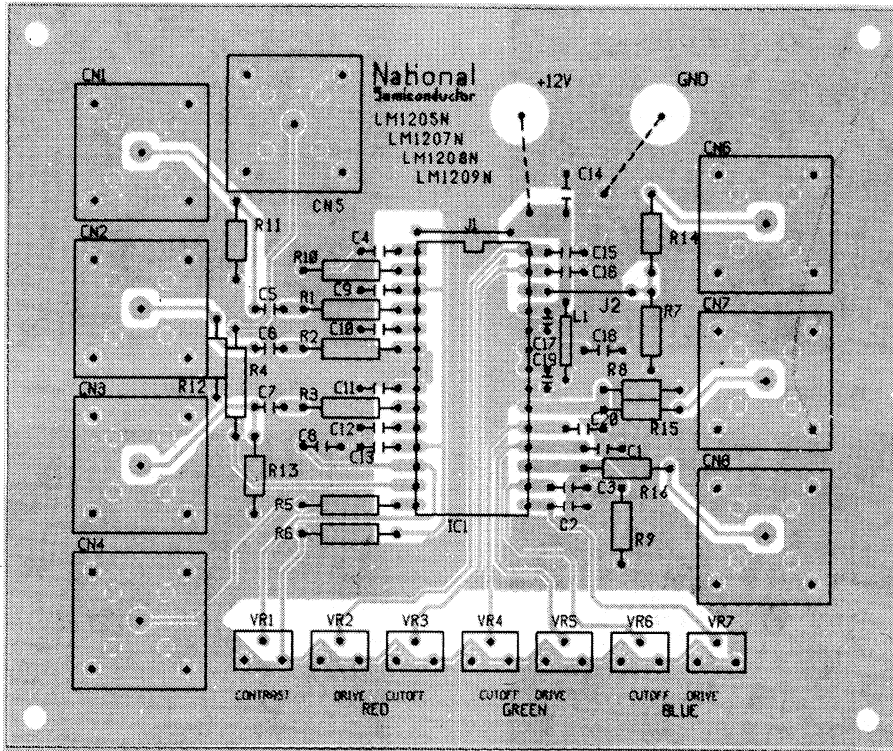 CN1
National
Semiconductor
+12V
GND
LM1205N
LM1207N
LM1208N
LM1209N
C14
CN6
CN5
R11
J1
R14
CN2
C4
C15
R10
C16
C9
J2
C5
R1
L1
R7
CN7
C10
C6
R2
C17
C18
C19
R4
R8
R12
CN3
C11
C7
R3
C20
R15
C8
C12
C13
C1
CN8
R13
R16
C3
R5
IC1
C2
R6
R9
CN4
VR1
VR2
VR3
VR4
VR5
VR6
VR7
CONTRAST
DRIVE
CUTOFF
CUTOFF
DRIVE
CUTOFF
DRIVE
RED
GREEN
BLUE